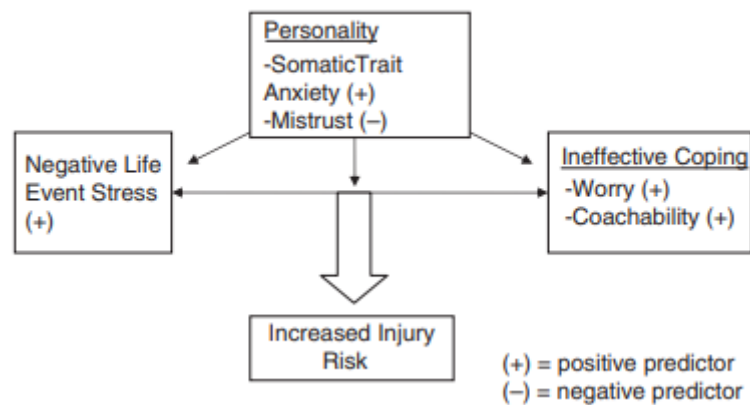 Personality
-SomaticTrait
Anxiety (+)
-Mistrust (–)
Negative Life
Event Stress
(+)
Ineffective Coping
-Worry (+)
-Coachability (+)
Increased Injury
Risk
(+) = positive predictor
(–) = negative predictor